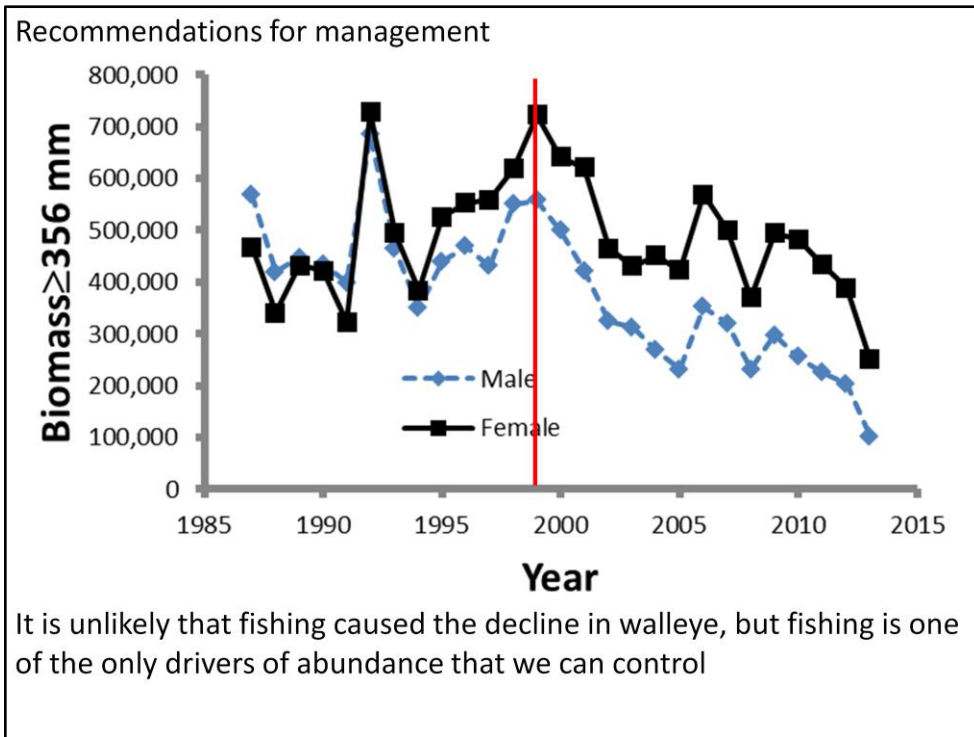 Recommendations for management
800,000
700,000
600,000
500,000
400,000
300,000
200,000
100,000
0
Biomass≥356 mm
Male
Female
1985 1990 1995 2000 2005 2010 2015
Year
It is unlikely that fishing caused the decline in walleye, but fishing is one
of the only drivers of abundance that we can control